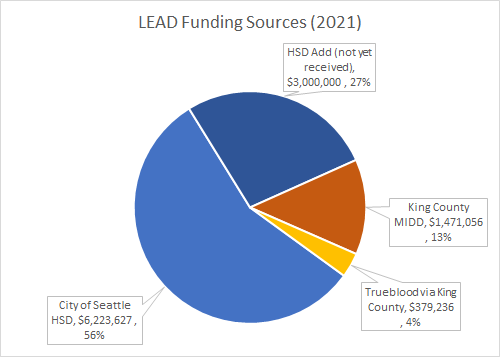 LEAD Funding Sources (2021)
HSD Add (not yet
received),
$3,000,000 , 27%
King County
MIDD, $1,471,056
, 13%
Trueblood via King
County, $379,236
, 4%
City of Seattle
HSD, $6,223,627 ,
56%